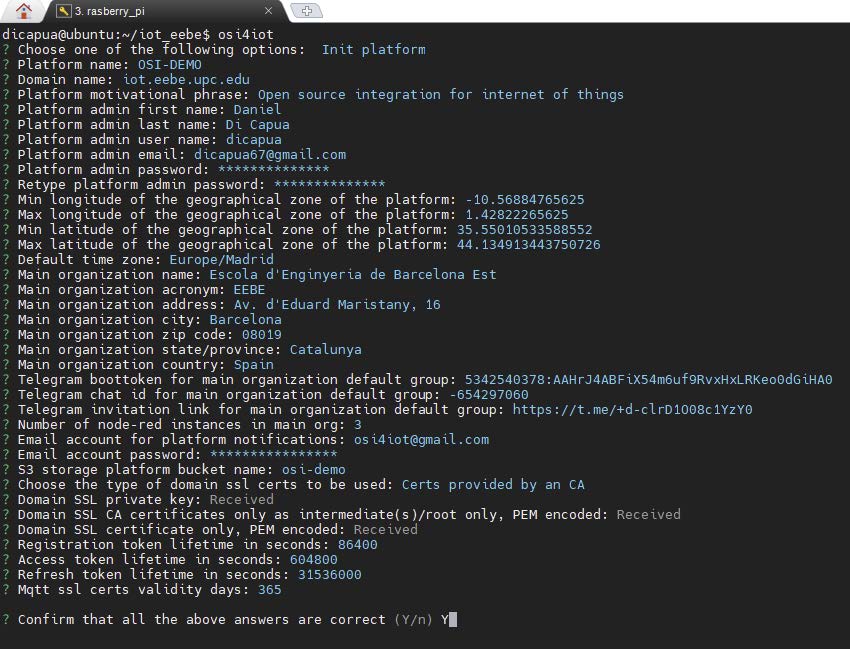 3. rasberry_pi
dicapua@ubuntu:~/iot_eebe$ osi4iot
? Choose one of the following options:  Init platform
? Platform name: OSI-DEMO
? Domain name: iot.eebe.upc.edu
? Platform motivational phrase: Open source integration for internet of things
? Platform admin first name: Daniel
? Platform admin last name: Di Capua
? Platform admin user name: dicapua
? Platform admin email: dicapua67@gmail.com
? Platform admin password: **************
? Retype platform admin password: **************
? Min longitude of the geographical zone of the platform: -10.56884765625
? Max longitude of the geographical zone of the platform: 1.42822265625
? Min latitude of the geographical zone of the platform: 35.55010533588552
? Max latitude of the geographical zone of the platform: 44.134913443750726
? Default time zone: Europe/Madrid
? Main organization name: Escola d'Enginyeria de Barcelona Est
? Main organization acronym: EEBE
? Main organization address: Av. d'Eduard Maristany, 16
? Main organization city: Barcelona
? Main organization zip code: 08019
? Main organization state/province: Catalunya
? Main organization country: Spain
? Telegram boottoken for main organization default group: 5342540378:AAHrJ4ABFiX54m6uf9RvxHxLRKeo0dGiHA0
? Telegram chat id for main organization default group: -654297060
? Telegram invitation link for main organization default group: https://t.me/+d-clrD1O08c1YzY0
? Number of node-red instances in main org: 3
? Email account for platform notifications: osi4iot@gmail.com
? Email account password: ****************
? S3 storage platform bucket name: osi-demo
? Choose the type of domain ssl certs to be used: Certs provided by an CA
? Domain SSL private key: Received
? Domain SSL CA certificates only as intermediate(s)/root only, PEM encoded: Received
? Domain SSL certificate only, PEM encoded: Received
? Registration token lifetime in seconds: 86400
? Access token lifetime in seconds: 604800
? Refresh token lifetime in seconds: 31536000
? Mqtt ssl certs validity days: 365
? Confirm that all the above answers are correct (Y/n) Y